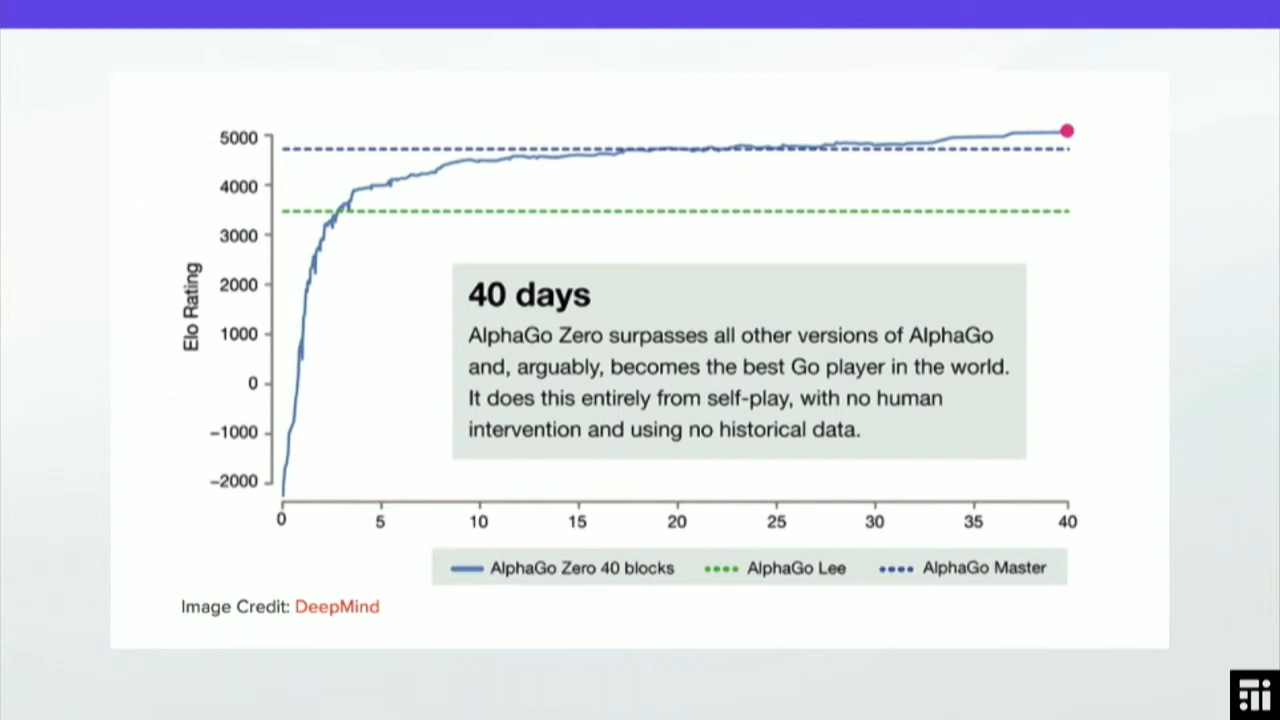 5000
4000
3000
2000
1000
0
−1000
−2000
Elo Rating
40 days
AlphaGo Zero surpasses all other versions of AlphaGo
and, arguably, becomes the best Go player in the world.
It does this entirely from self-play, with no human
intervention and using no historical data.
0 5 10 15 20 25 30 35 40
AlphaGo Zero 40 blocks AlphaGo Lee AlphaGo Master
Image Credit: DeepMind